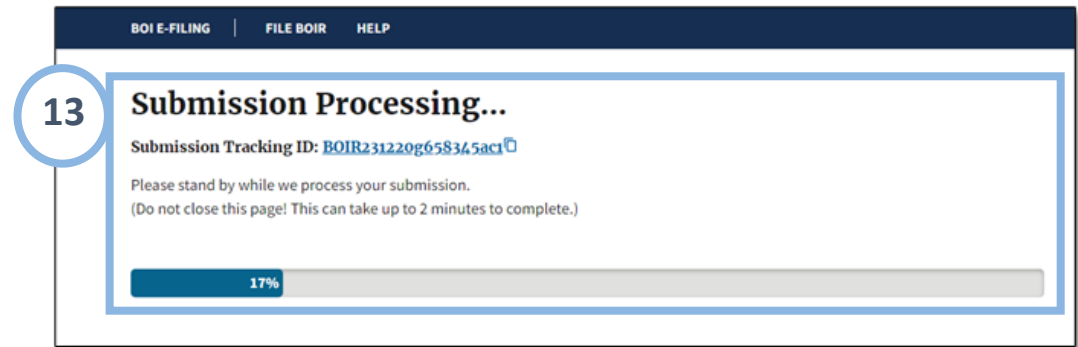 BOI E-FILING | FILE BOIR HELP
13
Submission Processing...
Submission Tracking ID: BOIR231220g658345ac1
Please stand by while we process your submission.
(Do not close this page! This can take up to 2 minutes to complete.)
17%